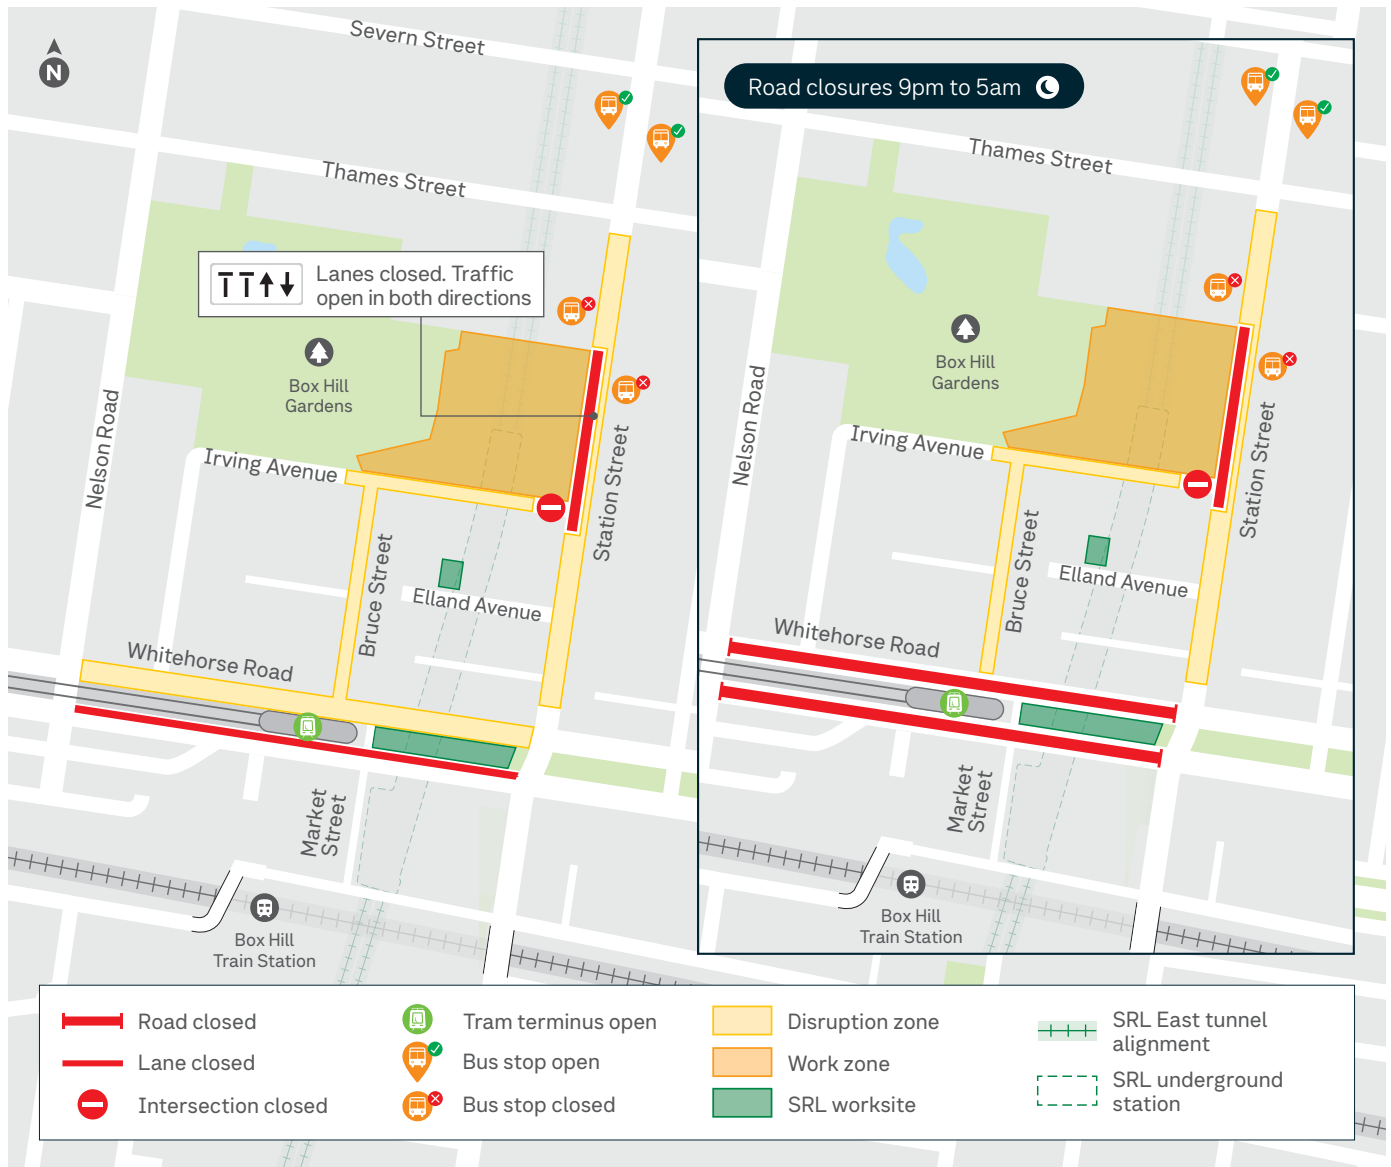 Severn Street
N
Thames Street
Lanes closed. Traffic
open in both directions
Box Hill
Gardens
Nelson Road
Irving Avenue
Station Street
Bruce Street
Elland Avenue
Whitehorse Road
Market
Street
Box Hill
Train Station
Road closures 9pm to 5am
Thames Street
Box Hill
Gardens
Nelson Road
Irving Avenue
Station Street
Bruce Street
Elland Avenue
Whitehorse Road
Market
Street
Box Hill
Train Station
Road closed
Lane closed
Intersection closed
Tram terminus open
Bus stop open
Bus stop closed
Disruption zone
Work zone
SRL worksite
SRL East tunnel
alignment
SRL underground
station